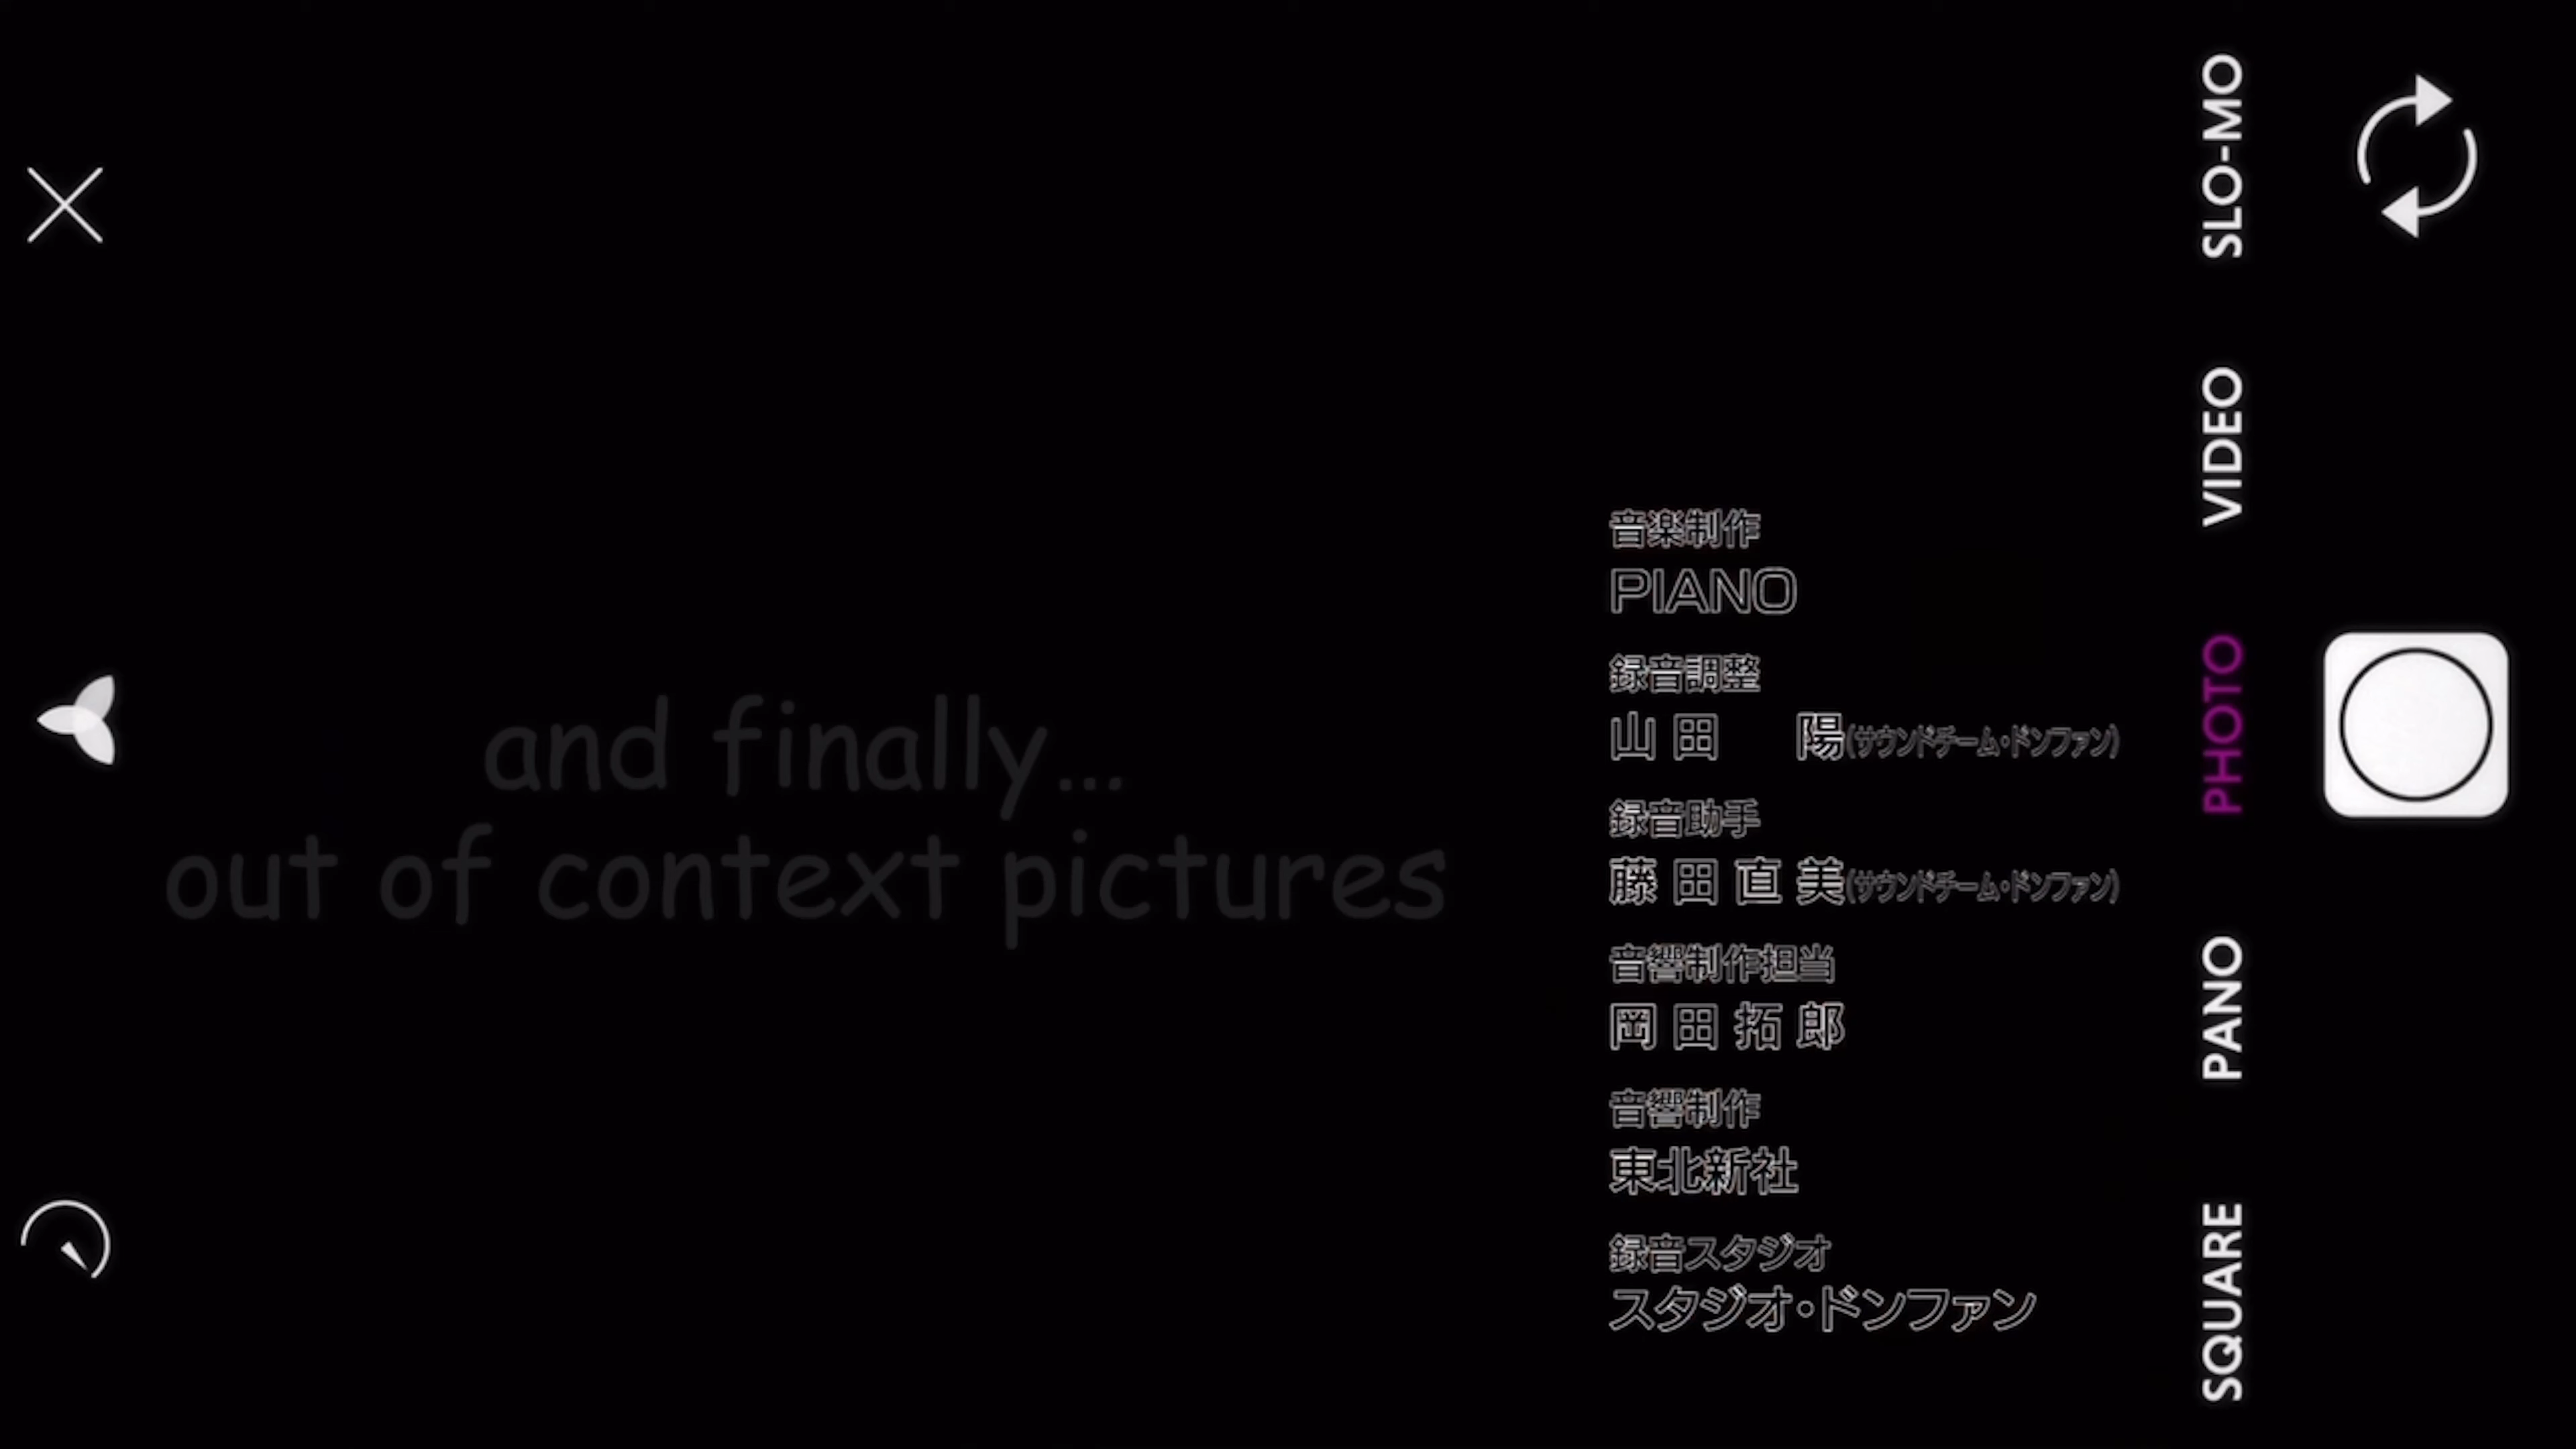 and finally...
out of context pictures
音楽制作
PIANO
録音調整
山田 陽(サウンドチーム・ドンファン)
録音助手
藤田直美(サウンドチーム・ドンファン)
音響制作担当
岡田拓郎
音響制作
東北新社
録音スタジオ
スタジオ・ドンファン
SLO-MO
VIDEO
PHOTO
PANO
SQUARE